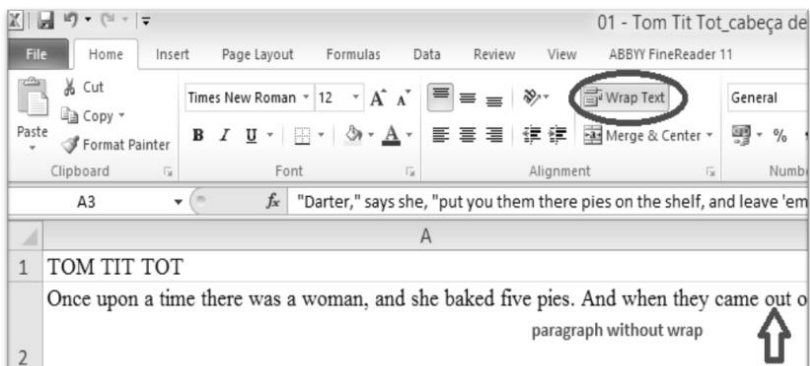 01 - Tom Tit Tot_cabeça de
File Home Insert Page Layout Formulas Data Review View ABBYY FineReader 11
Cut
Copy
Format Painter
Paste
Clipboard
Times New Roman 12 A A
B I U A
Font
Wrap Text
Merge & Center
Alignment
General
%
Numb
A3 fx "Darter," says she, "put you them there pies on the shelf, and leave 'em
A
1 TOM TIT TOT
Once upon a time there was a woman, and she baked five pies. And when they came out o
paragraph without wrap
2